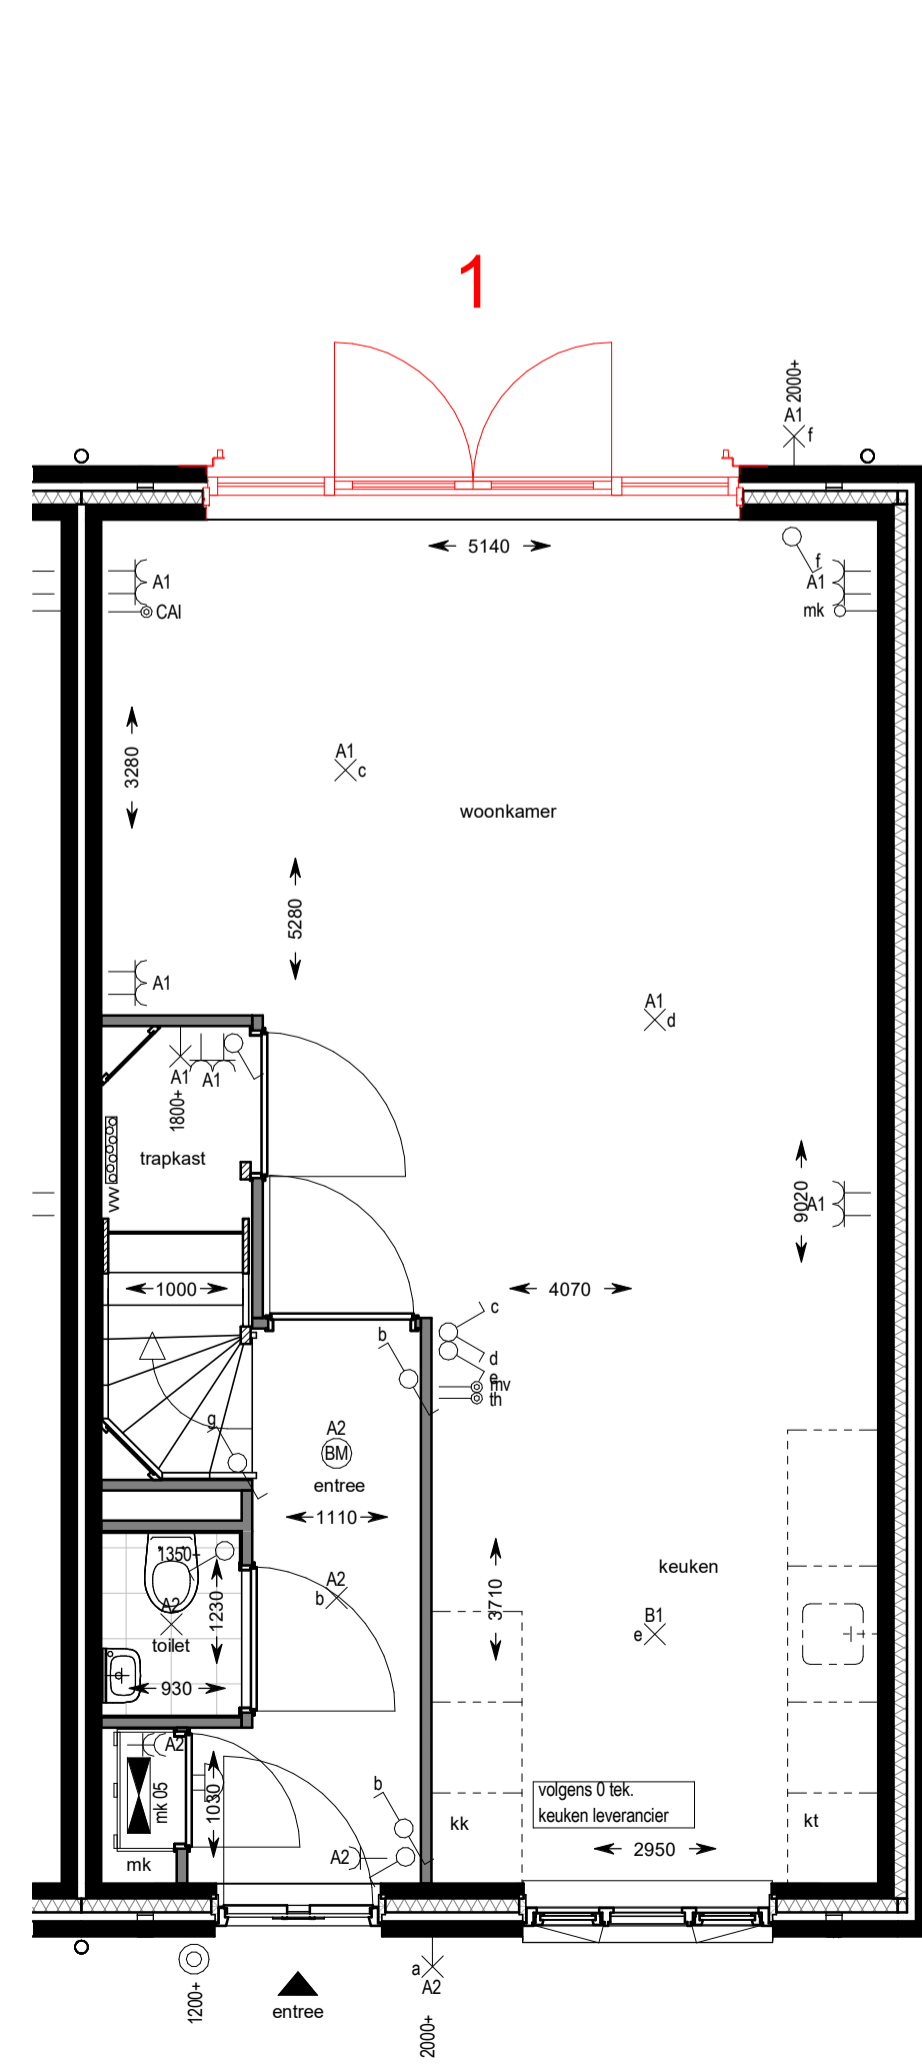 1
2000+
A1
f
5140
f
A1
A1
CAI
mk
3280
A1
c
woonkamer
5280
A1
A1
d
A1
A1
1800+
trapkast
VVV
9020
A1
1000
4070
c
b
d
e
mv
th
g
A2
BM
entree
1110
1350+
A2
b
1230
3710
keuken
A2
toilet
B1
e
930
A2
mk 05
1030
b
volgens 0 tek.
keuken leverancier
kk
kt
A2
2950
mk
a
A2
1200+
entree
2000+